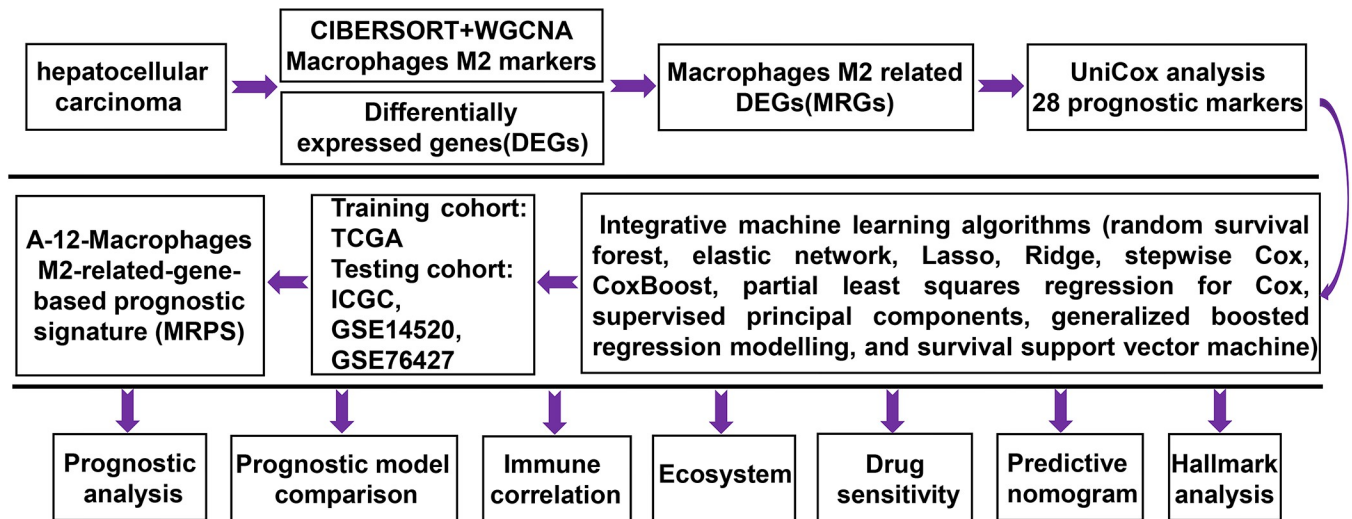 hepatocellular
carcinoma
CIBERSORT+WGCNA
Macrophages M2 markers
Differentially
expressed genes(DEGs)
Macrophages M2 related
DEGs(MRGs)
UniCox analysis
28 prognostic markers
Integrative machine learning algorithms (random survival
forest, elastic network, Lasso, Ridge, stepwise Cox,
CoxBoost, partial least squares regression for Cox,
supervised principal components, generalized boosted
regression modelling, and survival support vector machine)
Training cohort:
TCGA
Testing cohort:
ICGC,
GSE14520,
GSE76427
A-12-Macrophages
M2-related-gene-
based prognostic
signature (MRPS)
Prognostic
analysis
Prognostic model
comparison
Immune
correlation
Ecosystem
Drug
sensitivity
Predictive
nomogram
Hallmark
analysis